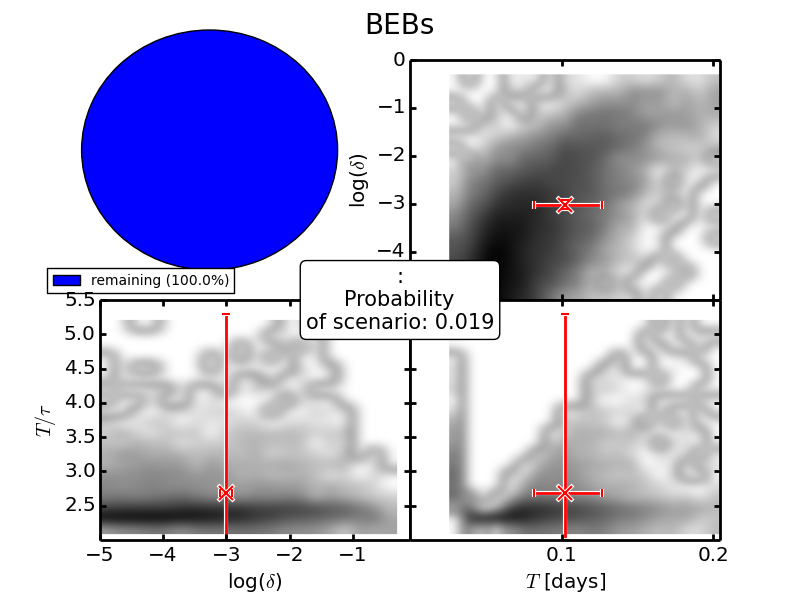 BEBs
0
−1
−2
−3
−4
log(δ)
remaining (100.0%)
:
Probability
of scenario: 0.019
5.5
5.0
4.5
4.0
3.5
3.0
2.5
T/τ
−5 −4 −3 −2 −1
log(δ)
0.1 0.2
T [days]